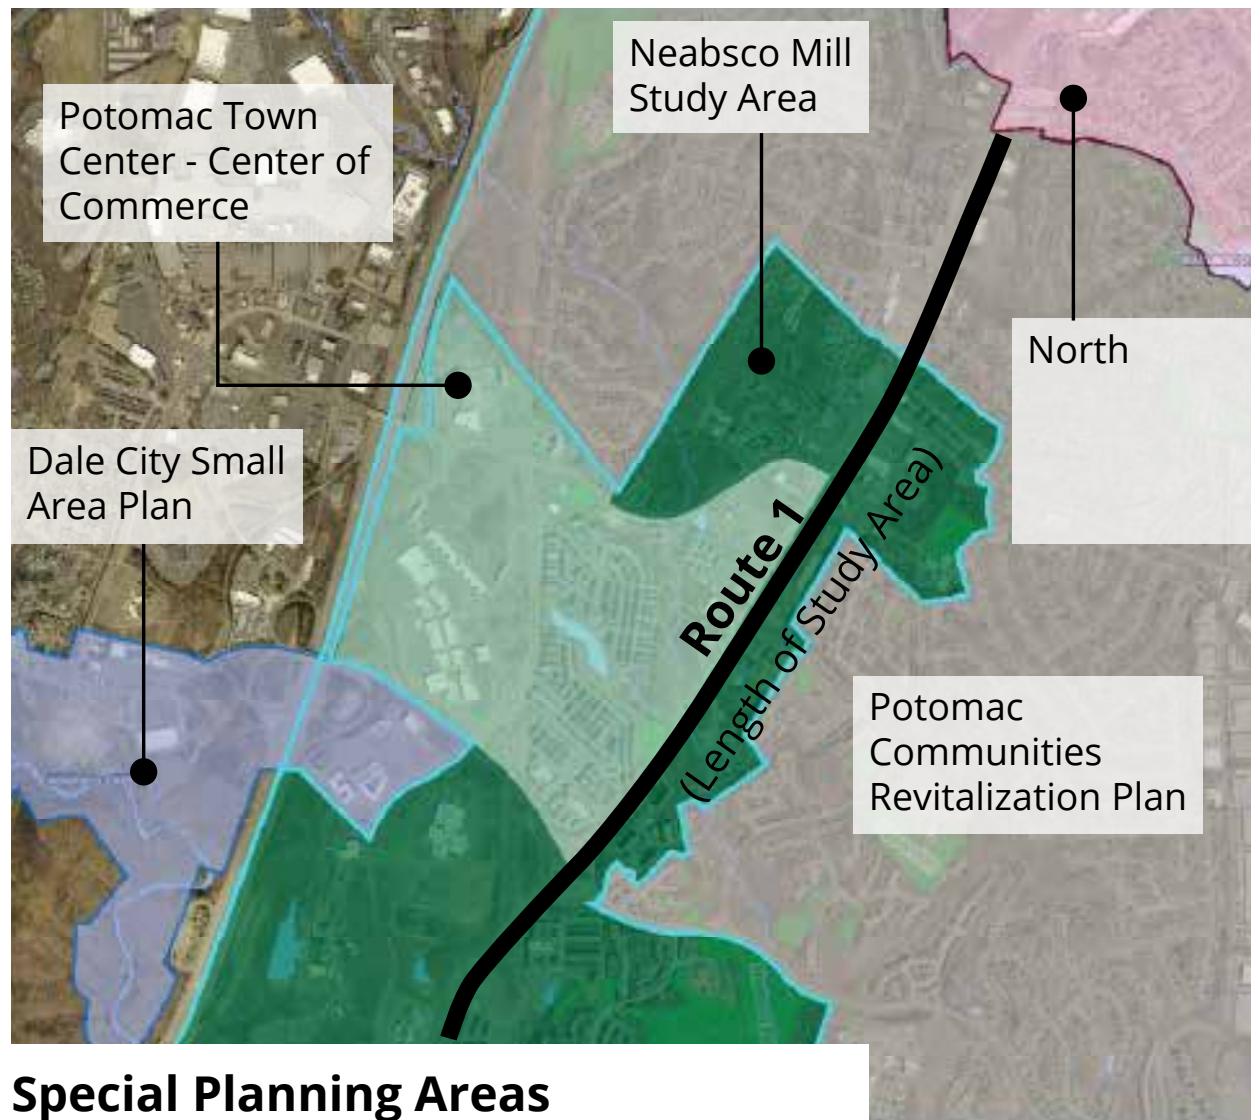 Neabsco Mill
Study Area
Potomac Town
Center - Center of
Commerce
North
Dale City Small
Area Plan
Route 1
(Length of Study Area)
Potomac
Communities
Revitalization Plan
Special Planning Areas